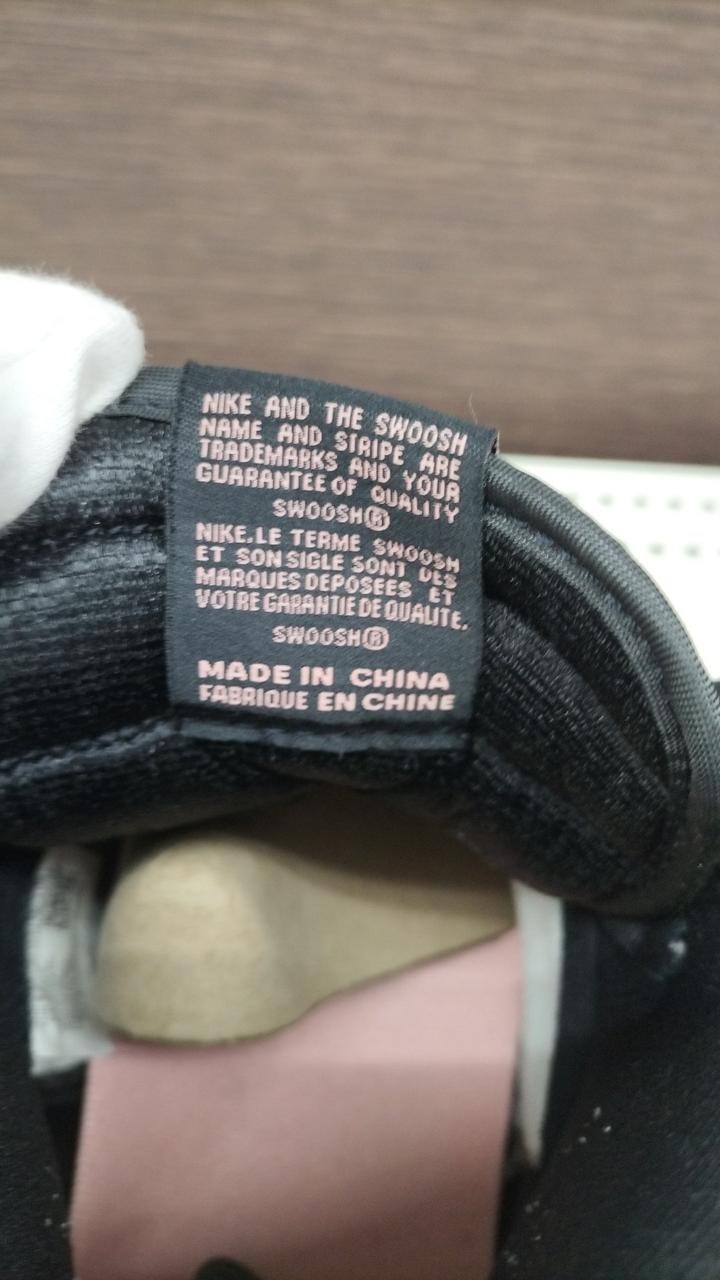 NIKE AND THE SWOOSH
NAME AND STRIPE ARE
TRADEMARKS AND YOUR
GUARANTEE OF QUALITY
SWOOSH®
NIKE.LE TERME SWOOSH
ET SON SIGLE SONT DES
MARQUES DEPOSEES ET
VOTRE GARANTIE DE QUALITE.
SWOOSH®
MADE IN CHINA
FABRIQUE EN CHINE